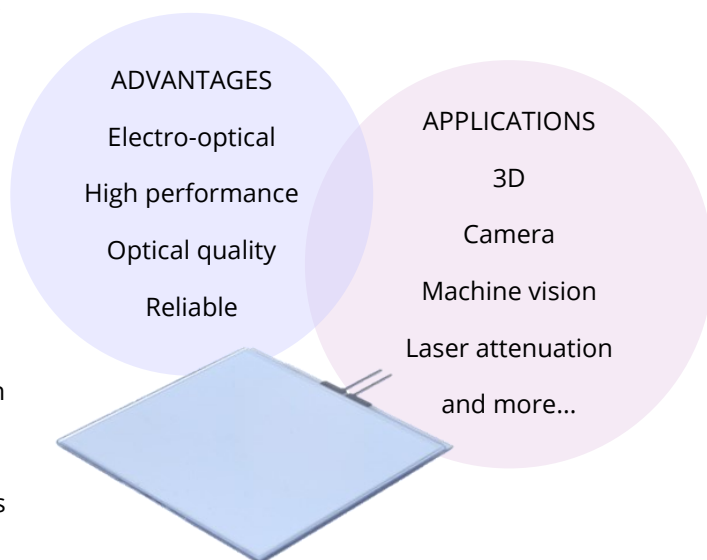 ADVANTAGES
Electro-optical
High performance
Optical quality
Reliable
APPLICATIONS
3D
Camera
Machine vision
Laser attenuation
and more...